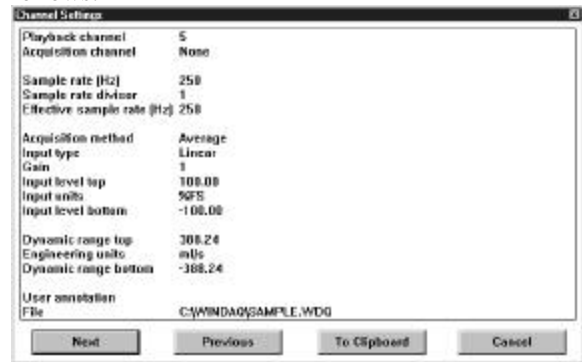 Channel Settings
Playback channel 5
Acquisition channel None
Sample rate (Hz) 250
Sample rate divisor 1
Effective sample rate (Hz) 250
Acquisition method Average
Input type Linear
Gain 1
Input level top 100.00
Input units %FS
Input level bottom -100.00
Dynamic range top 388.24
Engineering units ml/s
Dynamic range bottom -388.24
User annotation
File C:\WINDAQ\SAMPLE.WDQ
Next Previous To Clipboard Cancel